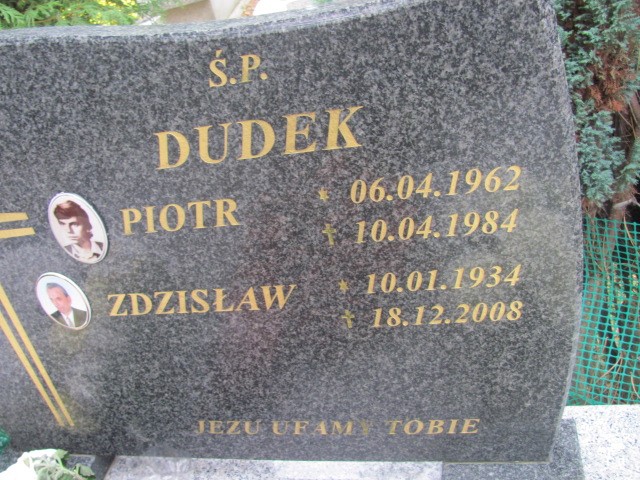 Ś.P.
DUDEK
PIOTR * 06.04.1962
† 10.04.1984
ZDZISŁAW * 10.01.1934
† 18.12.2008
JEZU UFAMY TOBIE